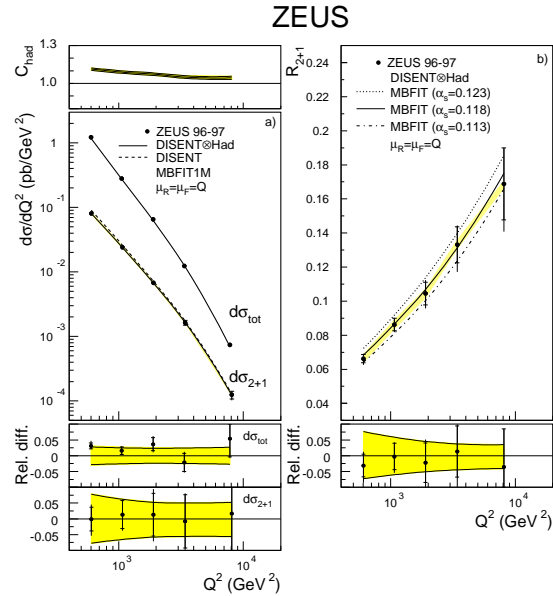 ZEUS
C_had
1.3
1.0
a)
ZEUS 96-97
DISENT⊗Had
DISENT
MBFIT1M
μ_R=μ_F=Q
dσ/dQ² (pb/GeV²)
1
10⁻¹
10⁻²
10⁻³
10⁻⁴
dσ_tot
dσ_2+1
Rel. diff.
0.05
0
-0.05
dσ_tot
0.05
0
-0.05
dσ_2+1
10³
10⁴
Q² (GeV²)
b)
R_2+1
0.24
0.22
0.2
0.18
0.16
0.14
0.12
0.1
0.08
0.06
0.04
ZEUS 96-97
DISENT⊗Had
MBFIT (α_s=0.123)
MBFIT (α_s=0.118)
MBFIT (α_s=0.113)
μ_R=μ_F=Q
Rel. diff.
0.05
0
-0.05
10³
10⁴
Q² (GeV²)